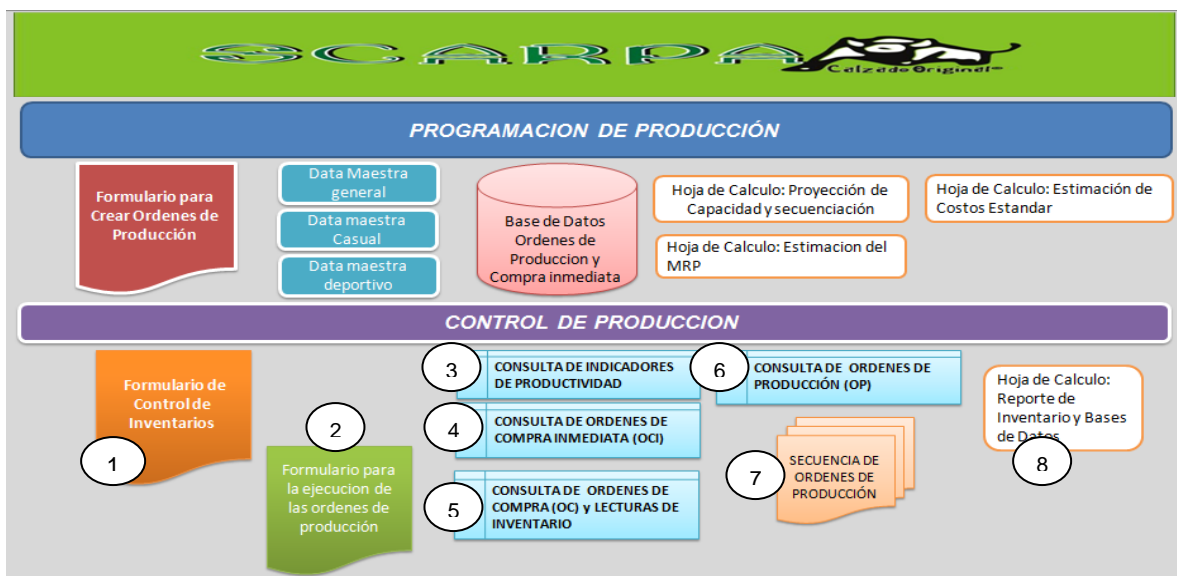 SCARPA
Calzado Original
PROGRAMACION DE PRODUCCIÓN
Formulario para
Crear Ordenes de
Producción
Data Maestra
general
Data maestra
Casual
Data maestra
deportivo
Base de Datos
Ordenes de
Produccion y
Compra inmediata
Hoja de Calculo: Proyección de
Capacidad y secuenciación
Hoja de Calculo: Estimacion del
MRP
Hoja de Calculo: Estimación de
Costos Estandar
CONTROL DE PRODUCCION
Formulario de
Control de
Inventarios
1
2
Formulario para
la ejecucion de
las ordenes de
producción
3
CONSULTA DE INDICADORES
DE PRODUCTIVIDAD
4
CONSULTA DE ORDENES DE
COMPRA INMEDIATA (OCI)
5
CONSULTA DE ORDENES DE
COMPRA (OC) y LECTURAS DE
INVENTARIO
6
CONSULTA DE ORDENES DE
PRODUCCIÓN (OP)
7
SECUENCIA DE
ORDENES DE
PRODUCCIÓN
Hoja de Calculo:
Reporte de
Inventario y Bases
de Datos
8